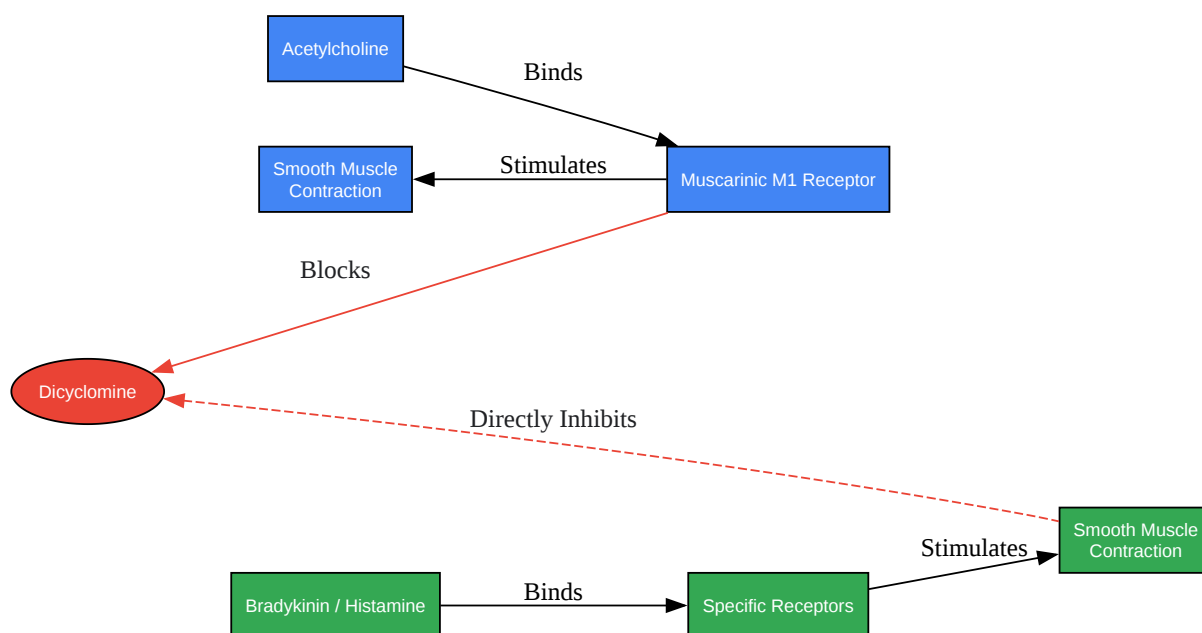 Acetylcholine
Binds
Smooth Muscle
Contraction
Stimulates
Muscarinic M1 Receptor
Blocks
Dicyclomine
Directly Inhibits
Smooth Muscle
Contraction
Stimulates
Bradykinin / Histamine
Binds
Specific Receptors